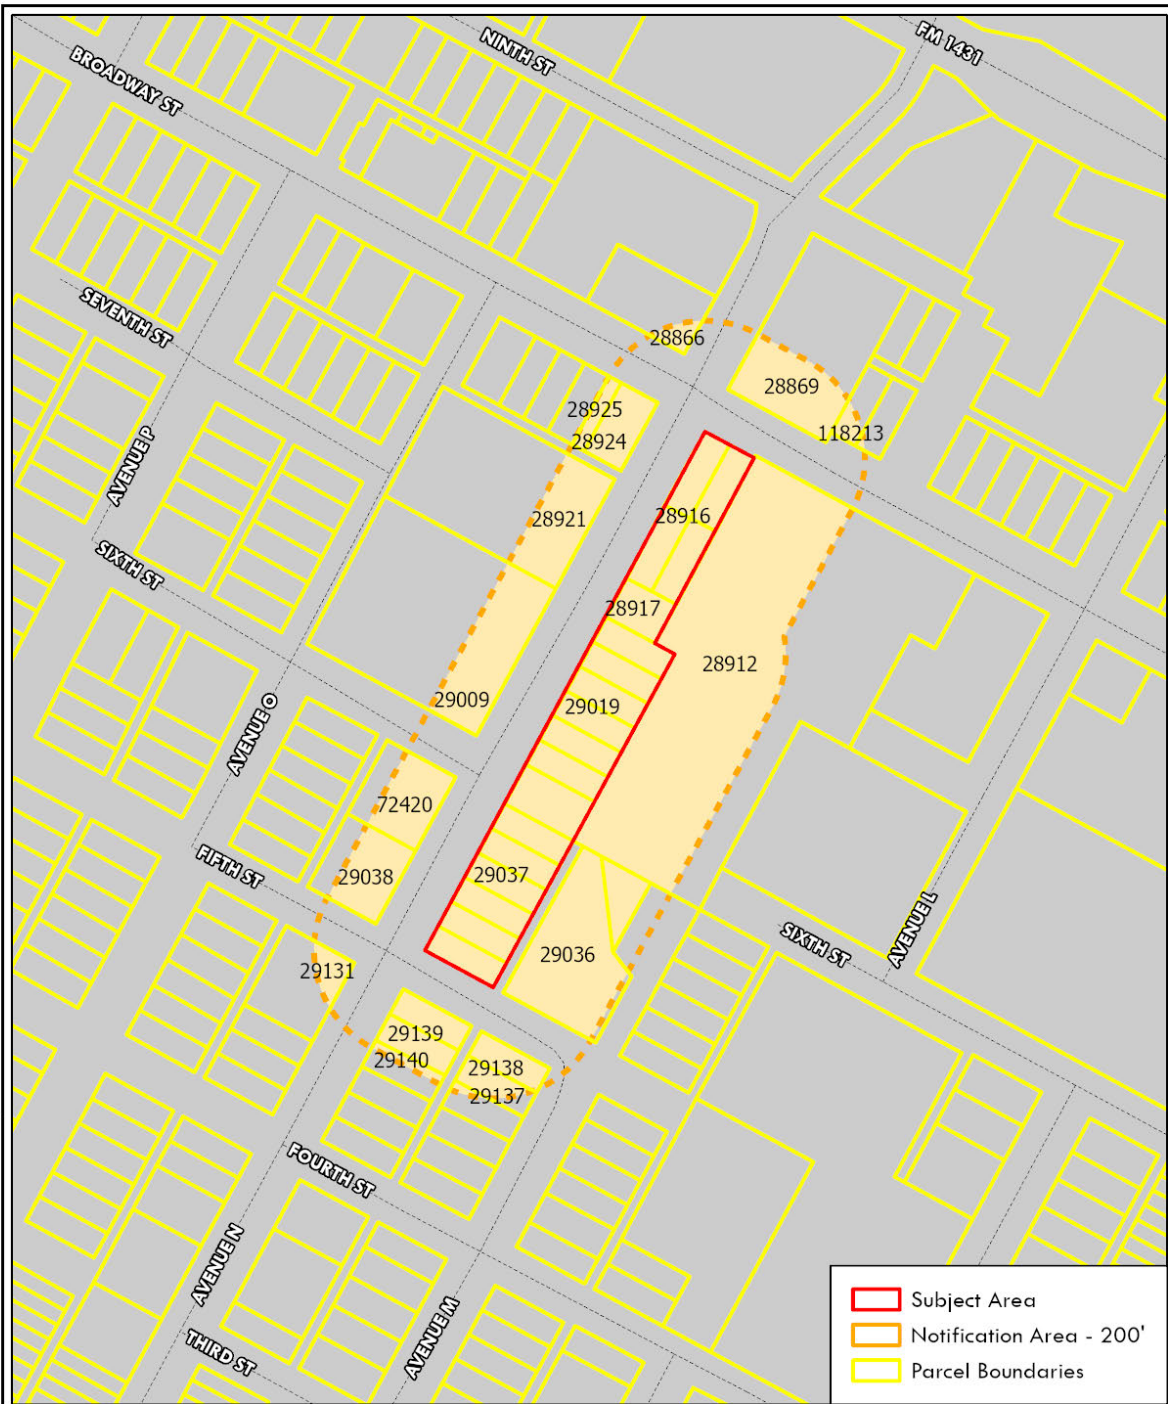 NINTH ST
FM 1431
BROADWAY ST
SEVENTH ST
28866
28869
28925
118213
28924
AVENUE P
28916
28921
SIXTH ST
28917
28912
29009
29019
AVENUE O
72420
FIFTH ST
29038
29037
AVENUE L
SIXTH ST
29036
29131
29139
29140
29138
29137
FOURTH ST
AVENUE N
AVENUE M
THIRD ST
Subject Area
Notification Area - 200'
Parcel Boundaries